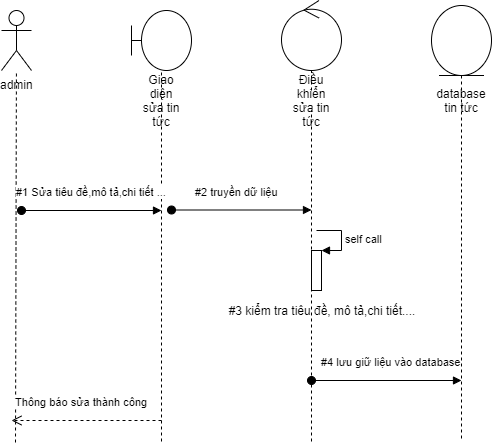 admin
Giao
diện
sửa tin
tức
Điều
khiển
sửa tin
tức
database
tin tức
#1 Sửa tiêu đề,mô tả,chi tiết ...
#2 truyền dữ liệu
self call
#3 kiểm tra tiêu đề, mô tả,chi tiết....
#4 lưu giữ liệu vào database
Thông báo sửa thành công